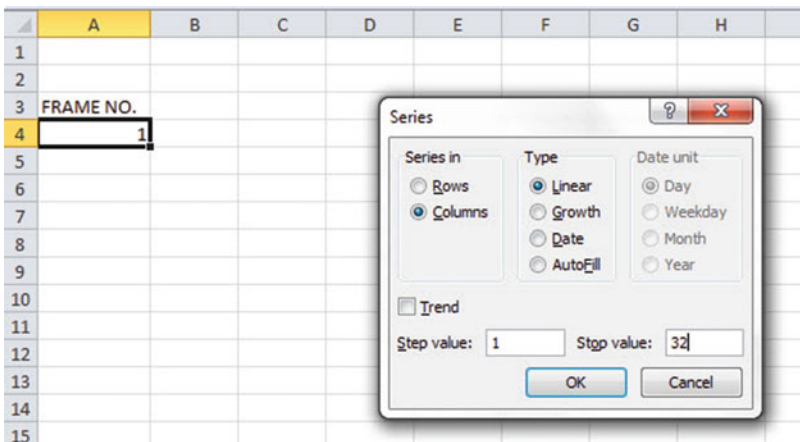 A B C D E F G H
1
2
3 FRAME NO.
4 1
5
6
7
8
9
10
11
12
13
14
15
Series ? X
Series in Type Date unit
Rows Linear Day
Columns Growth Weekday
Date Month
AutoFill Year
Trend
Step value: 1 Stop value: 32
OK Cancel